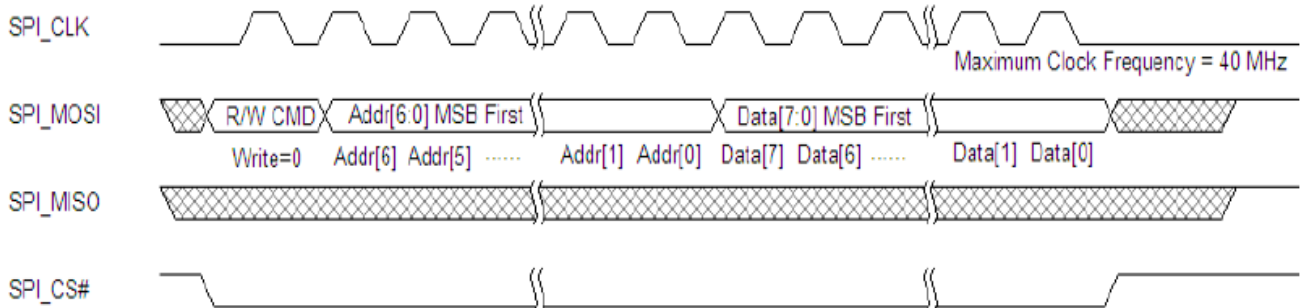 SPI_CLK
Maximum Clock Frequency = 40 MHz
SPI_MOSI R/W CMD Addr[6:0] MSB First Data[7:0] MSB First
Write=0 Addr[6] Addr[5] ...... Addr[1] Addr[0] Data[7] Data[6] ...... Data[1] Data[0]
SPI_MISO
SPI_CS#